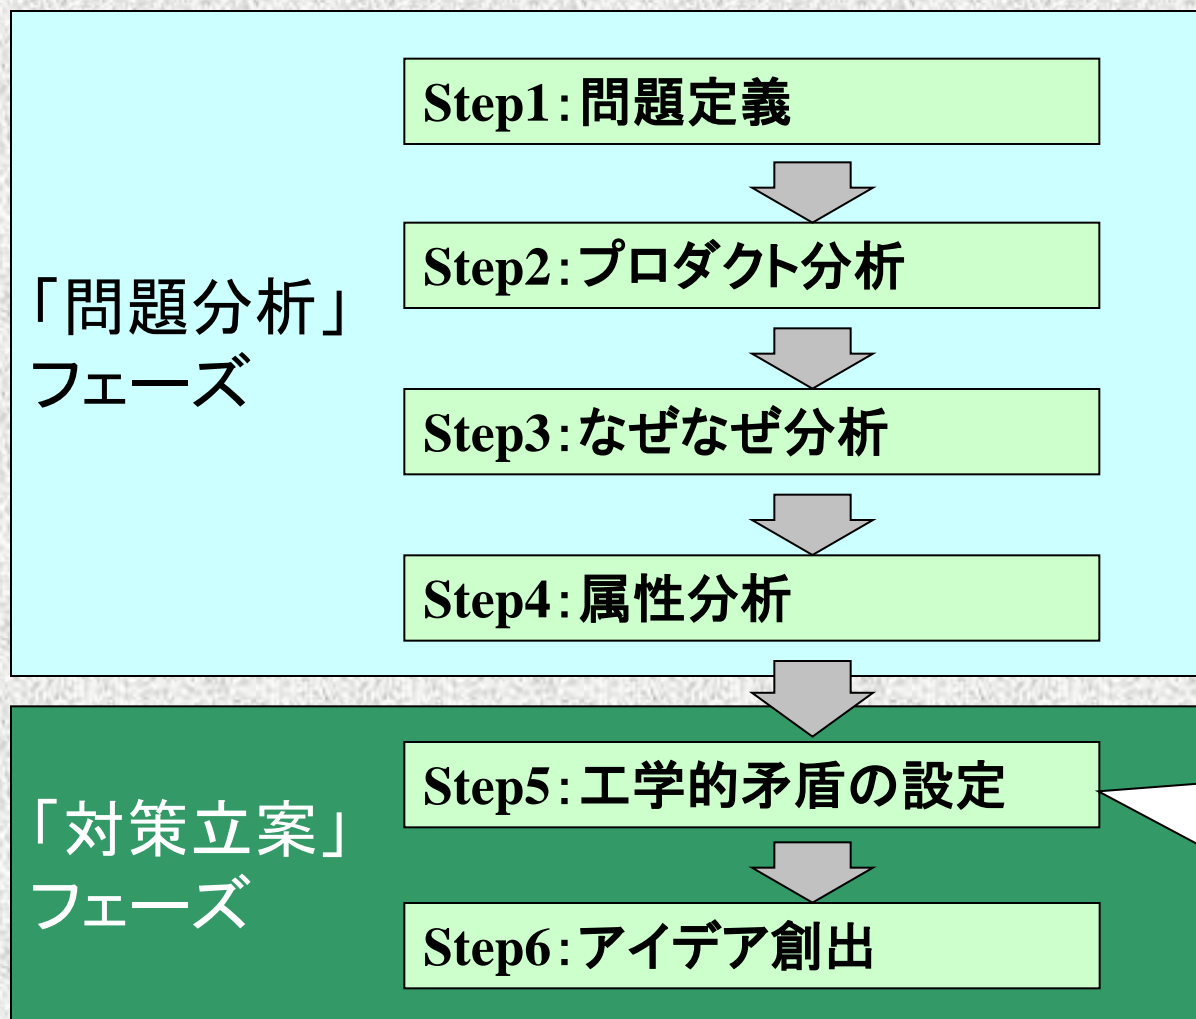 「問題分析」
フェーズ
Step1：問題定義
Step2：プロダクト分析
Step3：なぜなぜ分析
Step4：属性分析
「対策立案」
フェーズ
Step5：工学的矛盾の設定
Step6：アイデア創出